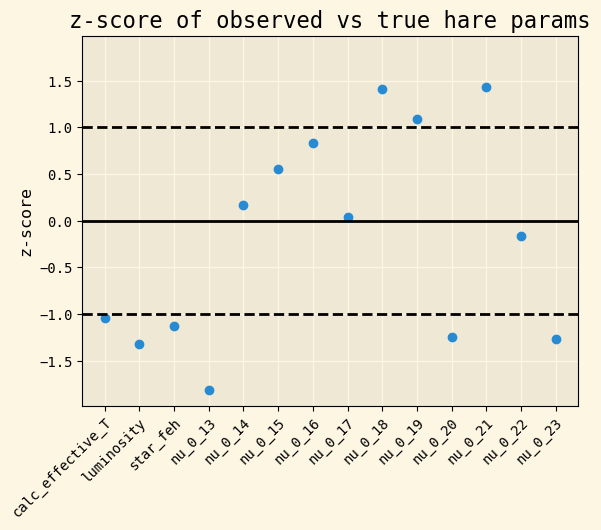 z-score of observed vs true hare params
z-score
1.5
1.0
0.5
0.0
−0.5
−1.0
−1.5
calc_effective_T
luminosity
star_feh
nu_0_13
nu_0_14
nu_0_15
nu_0_16
nu_0_17
nu_0_18
nu_0_19
nu_0_20
nu_0_21
nu_0_22
nu_0_23